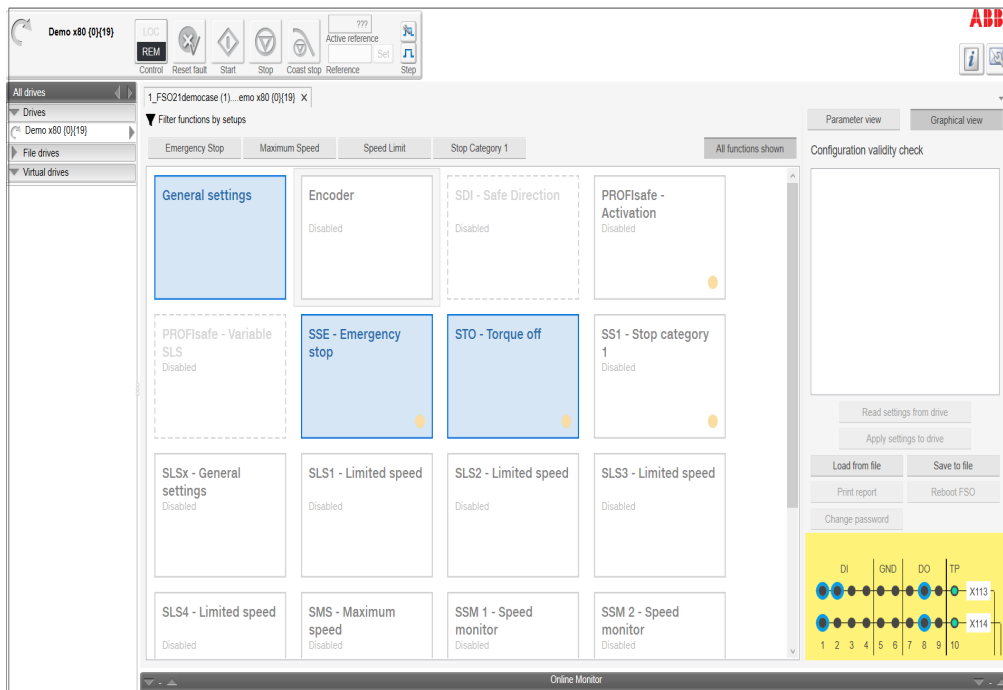 Demo x80 {0}{19}
LOC
REM
Control
Reset fault
Start
Stop
Coast stop
???
Active reference
Set
Reference
Step
ABB
All drives
Drives
Demo x80 {0}{19}
File drives
Virtual drives
1_FSO21democase (1)....emo x80 {0}{19} X
Filter functions by setups
Emergency Stop
Maximum Speed
Speed Limit
Stop Category 1
All functions shown
General settings
Encoder
Disabled
SDI - Safe Direction
Disabled
PROFIsafe -
Activation
Disabled
PROFIsafe - Variable
SLS
Disabled
SSE - Emergency
stop
STO - Torque off
SS1 - Stop category
1
Disabled
SLSx - General
settings
Disabled
SLS1 - Limited speed
Disabled
SLS2 - Limited speed
Disabled
SLS3 - Limited speed
Disabled
SLS4 - Limited speed
Disabled
SMS - Maximum
speed
Disabled
SSM 1 - Speed
monitor
Disabled
SSM 2 - Speed
monitor
Disabled
Parameter view
Graphical view
Configuration validity check
Read settings from drive
Apply settings to drive
Load from file
Save to file
Print report
Reboot FSO
Change password
DI GND DO TP
X113
X114
1 2 3 4 5 6 7 8 9 10
Online Monitor